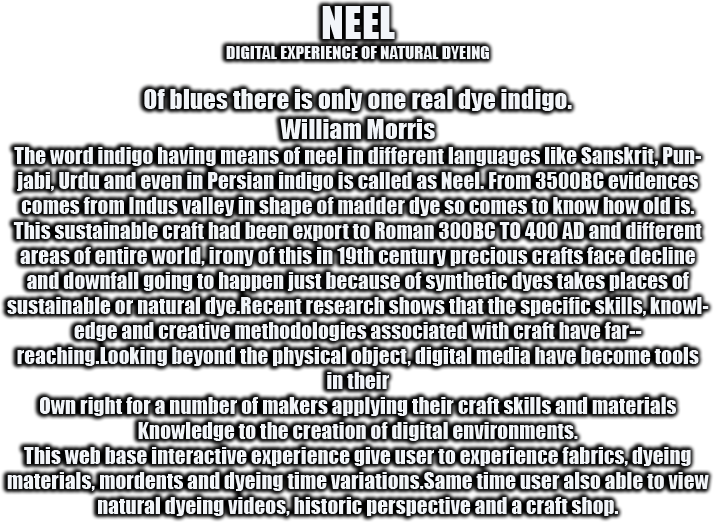 NEEL
DIGITAL EXPERIENCE OF NATURAL DYEING
Of blues there is only one real dye indigo.
William Morris
The word indigo having means of neel in different languages like Sanskrit, Pun-
jabi, Urdu and even in Persian indigo is called as Neel. From 3500BC evidences
comes from Indus valley in shape of madder dye so comes to know how old is.
This sustainable craft had been export to Roman 300BC TO 400 AD and different
areas of entire world, irony of this in 19th century precious crafts face decline
and downfall going to happen just because of synthetic dyes takes places of
sustainable or natural dye.Recent research shows that the specific skills, knowl-
edge and creative methodologies associated with craft have far--
reaching.Looking beyond the physical object, digital media have become tools
in their
Own right for a number of makers applying their craft skills and materials
Knowledge to the creation of digital environments.
This web base interactive experience give user to experience fabrics, dyeing
materials, mordents and dyeing time variations.Same time user also able to view
natural dyeing videos, historic perspective and a craft shop.